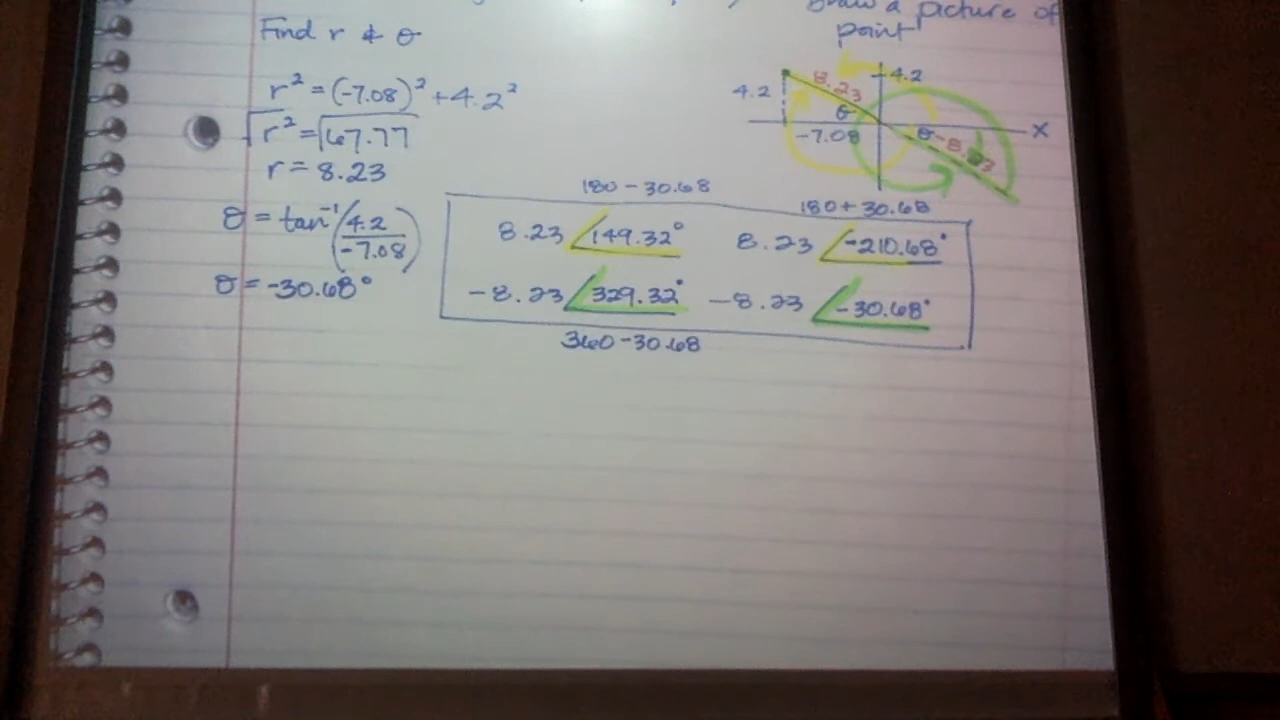 Draw a picture of
point
Find r & θ
r² = (-7.08)² + 4.2²
√r² = √67.77
r = 8.23
θ = tan⁻¹(4.2/-7.08)
θ = -30.68°
4.2
8.23
θ
-7.08
4.2
x
θ
-8.23
180 - 30.68
180 + 30.68
8.23 ∠149.32° 8.23 ∠-210.68°
-8.23 ∠329.32° -8.23 ∠-30.68°
360 - 30.68